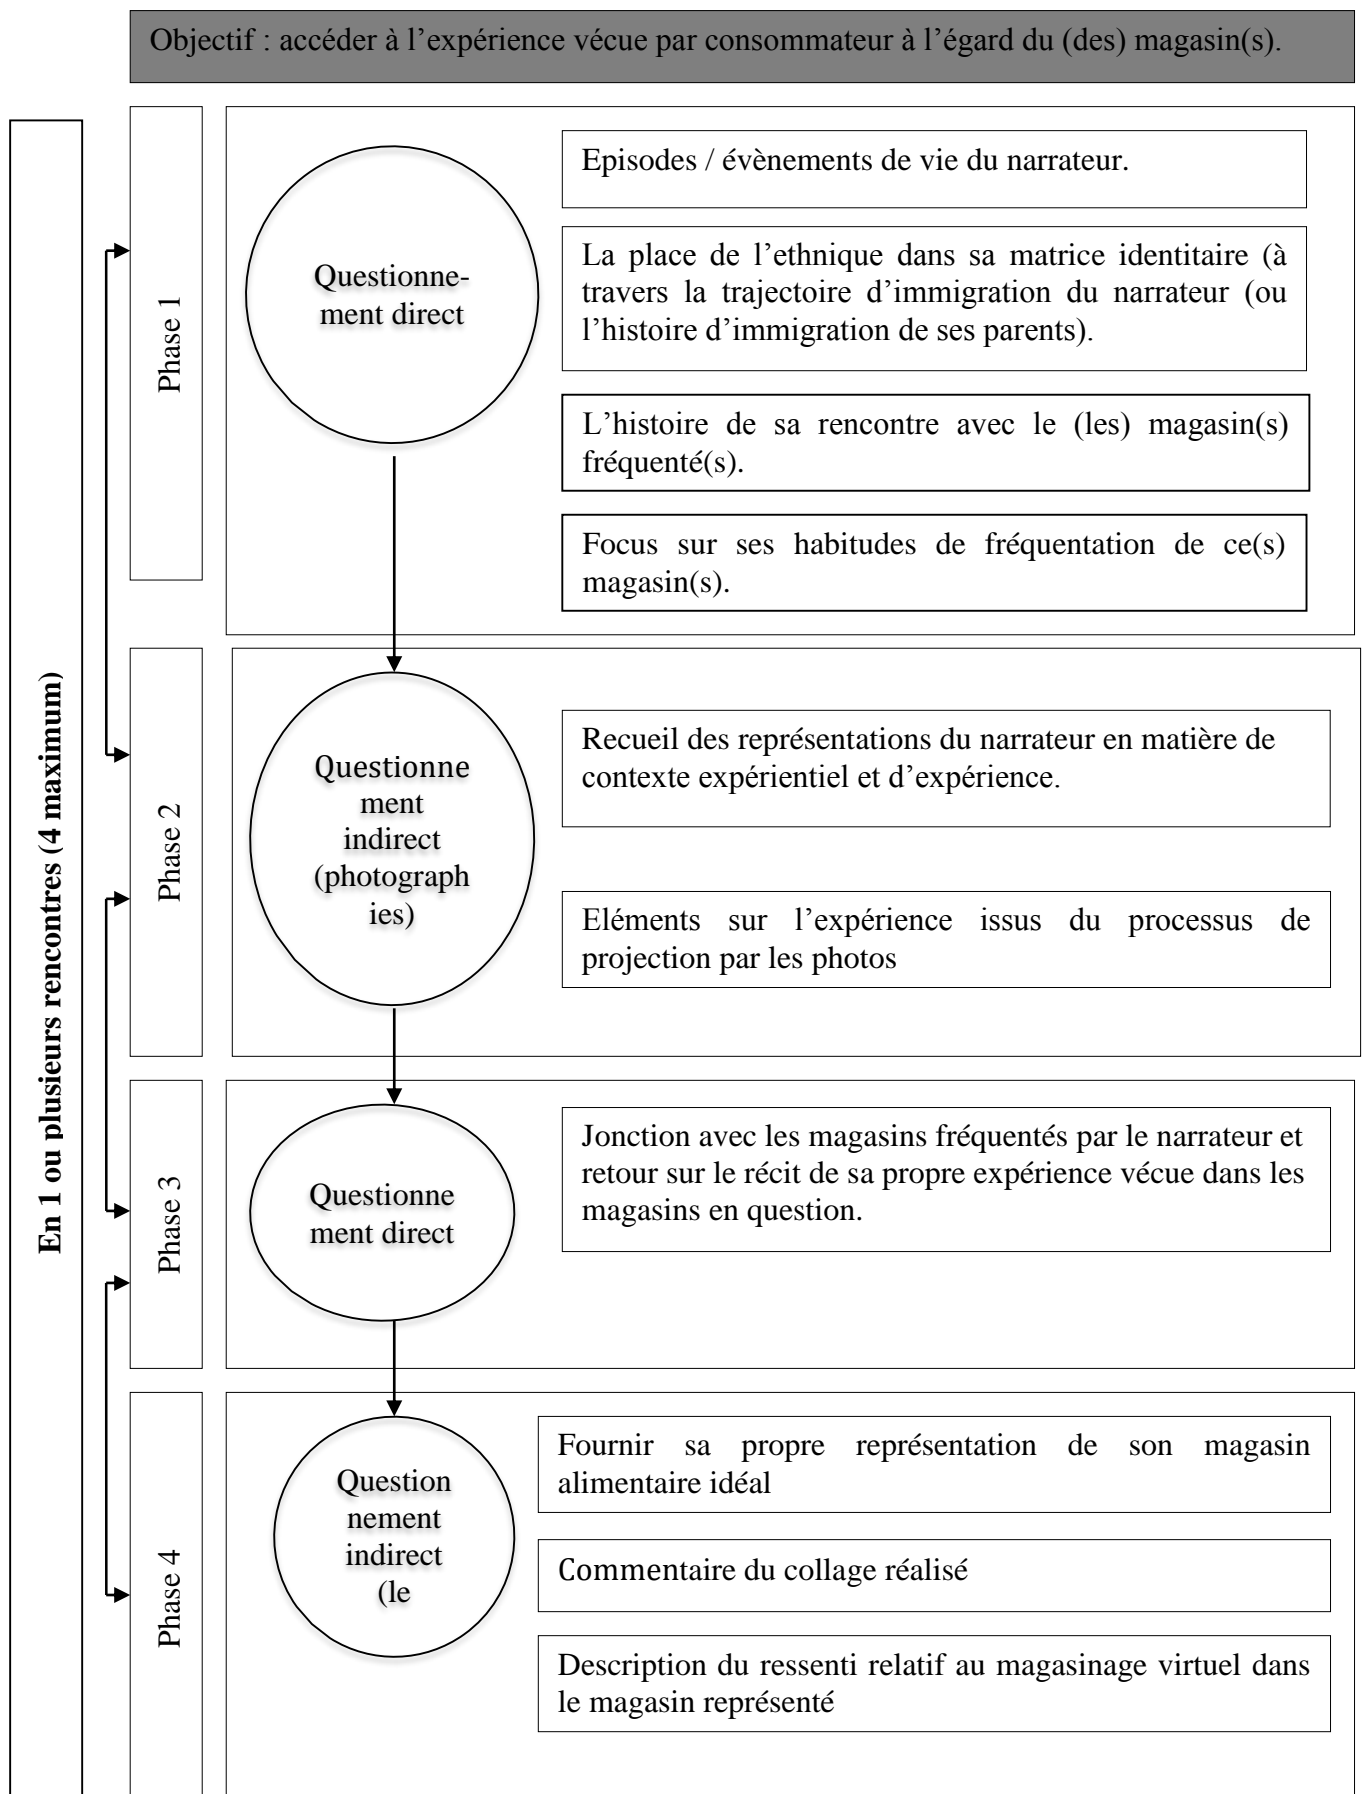 Objectif : accéder à l’expérience vécue par consommateur à l’égard du (des) magasin(s).
En 1 ou plusieurs rencontres (4 maximum)
Phase 1
Questionne-
ment direct
Episodes / évènements de vie du narrateur.
La place de l’ethnique dans sa matrice identitaire (à
travers la trajectoire d’immigration du narrateur (ou
l’histoire d’immigration de ses parents).
L’histoire de sa rencontre avec le (les) magasin(s)
fréquenté(s).
Focus sur ses habitudes de fréquentation de ce(s)
magasin(s).
Phase 2
Questionne
ment
indirect
(photograph
ies)
Recueil des représentations du narrateur en matière de
contexte expérientiel et d’expérience.
Eléments sur l’expérience issus du processus de
projection par les photos
Phase 3
Questionne
ment direct
Jonction avec les magasins fréquentés par le narrateur et
retour sur le récit de sa propre expérience vécue dans les
magasins en question.
Phase 4
Question
nement
indirect
(le
Fournir sa propre représentation de son magasin
alimentaire idéal
Commentaire du collage réalisé
Description du ressenti relatif au magasinage virtuel dans
le magasin représenté